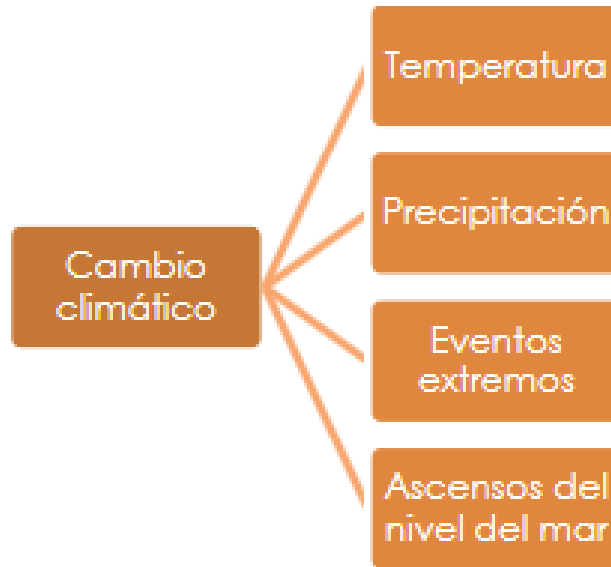 Temperatura
Precipitación
Cambio
climático
Eventos
extremos
Ascensos del
nivel del mar